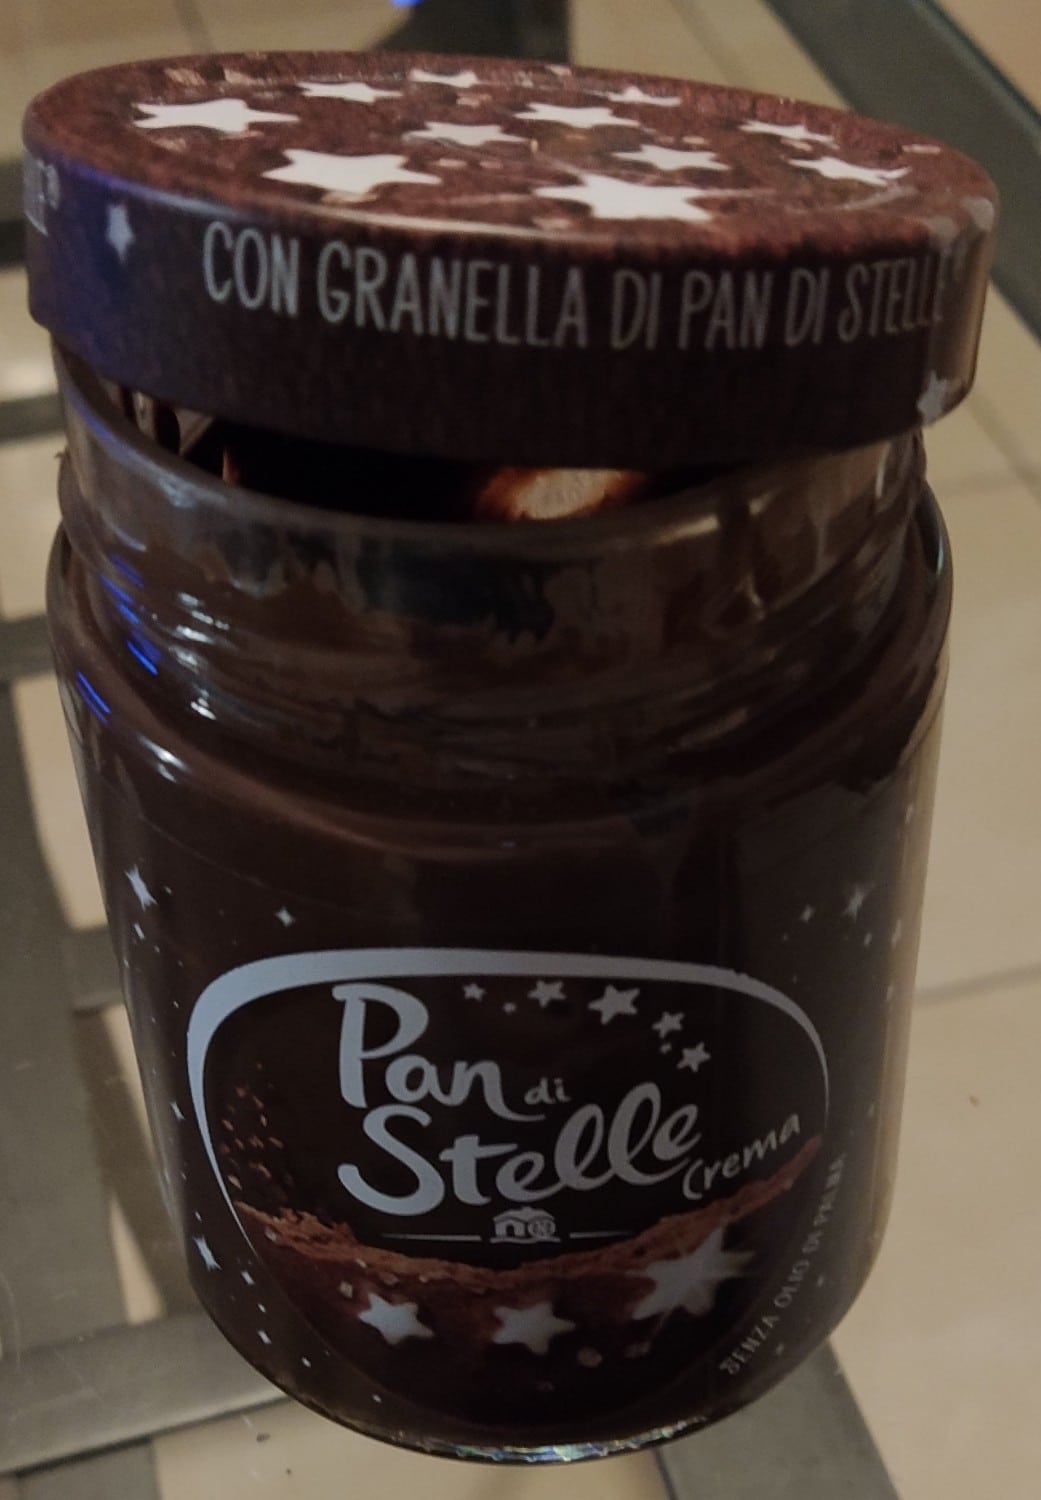 CON GRANELLA DI PAN DI STELLE
Pan di
Stelle
Crema
SENZA OLIO DI PALMA